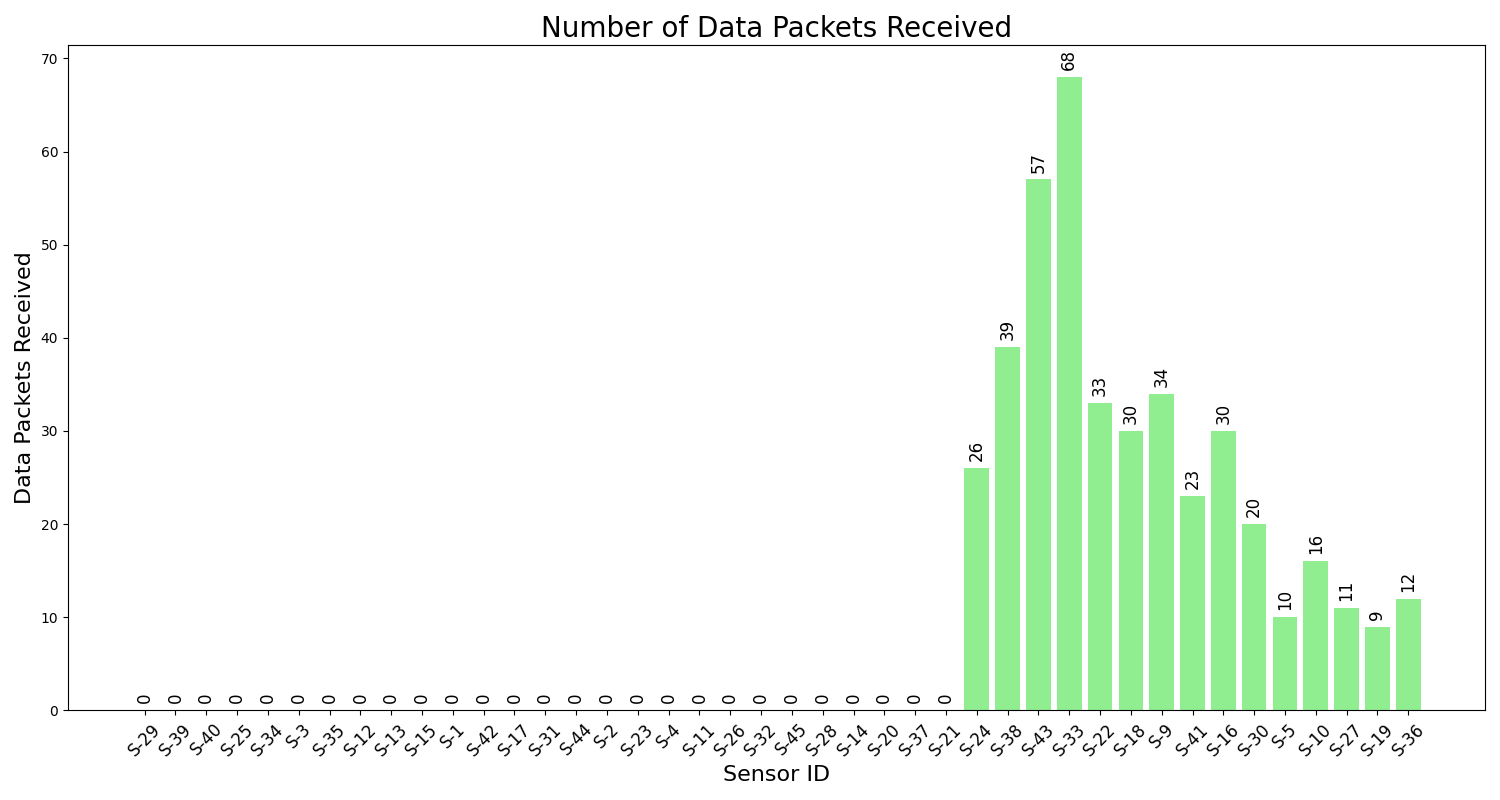 Number of Data Packets Received
Data Packets Received
70
60
50
40
30
20
10
0
0 0 0 0 0 0 0 0 0 0 0 0 0 0 0 0 0 0 0 0 0 0 0 0 0 0 0 26 39 57 68 33 30 34 23 30 20 10 16 11 9 12
S-29 S-39 S-40 S-25 S-34 S-3 S-35 S-12 S-13 S-15 S-1 S-42 S-17 S-31 S-44 S-2 S-23 S-4 S-11 S-26 S-32 S-45 S-28 S-14 S-20 S-37 S-21 S-24 S-38 S-43 S-33 S-22 S-18 S-9 S-41 S-16 S-30 S-5 S-10 S-27 S-19 S-36
Sensor ID